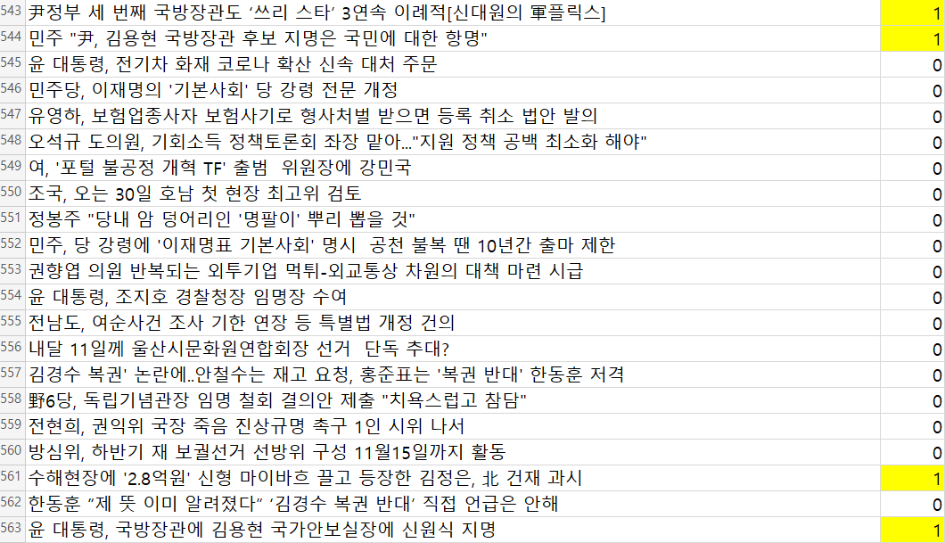 543 尹정부 세 번째 국방장관도 '쓰리 스타' 3연속 이례적[신대원의 軍플릭스] 1
544 민주 "尹, 김용현 국방장관 후보 지명은 국민에 대한 항명" 1
545 윤 대통령, 전기차 화재 코로나 확산 신속 대처 주문 0
546 민주당, 이재명의 '기본사회' 당 강령 전문 개정 0
547 유영하, 보험업종사자 보험사기로 형사처벌 받으면 등록 취소 법안 발의 0
548 오석규 도의원, 기회소득 정책토론회 좌장 맡아..."지원 정책 공백 최소화 해야" 0
549 여, '포털 불공정 개혁 TF' 출범  위원장에 강민국 0
550 조국, 오는 30일 호남 첫 현장 최고위 검토 0
551 정봉주 "당내 암 덩어리인 '명팔이' 뿌리 뽑을 것" 0
552 민주, 당 강령에 '이재명표 기본사회' 명시  공천 불복 땐 10년간 출마 제한 0
553 권향엽 의원 반복되는 외투기업 먹튀-외교통상 차원의 대책 마련 시급 0
554 윤 대통령, 조지호 경찰청장 임명장 수여 0
555 전남도, 여순사건 조사 기한 연장 등 특별법 개정 건의 0
556 내달 11일께 울산시문화원연합회장 선거  단독 추대? 0
557 김경수 복권' 논란에..안철수는 재고 요청, 홍준표는 '복권 반대' 한동훈 저격 0
558 野6당, 독립기념관장 임명 철회 결의안 제출 "치욕스럽고 참담" 0
559 전현희, 권익위 국장 죽음 진상규명 촉구 1인 시위 나서 0
560 방심위, 하반기 재 보궐선거 선방위 구성 11월15일까지 활동 0
561 수해현장에 '2.8억원' 신형 마이바흐 끌고 등장한 김정은, 北 건재 과시 1
562 한동훈 "제 뜻 이미 알려졌다" '김경수 복권 반대' 직접 언급은 안해 0
563 윤 대통령, 국방장관에 김용현 국가안보실장에 신원식 지명 1